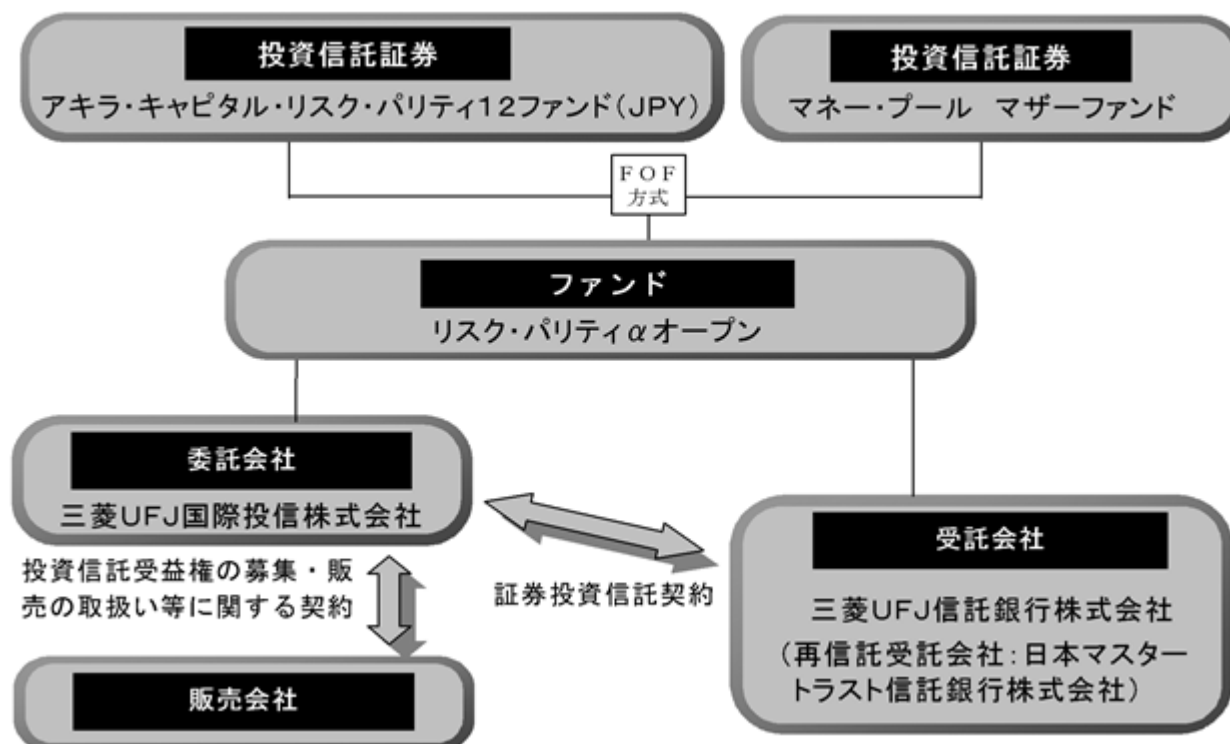 投資信託証券
アキラ・キャピタル・リスク・パリティ12ファンド(JPY)
投資信託証券
マネー・プール　マザーファンド
FOF
方式
ファンド
リスク・パリティαオープン
委託会社
三菱UFJ国際投信株式会社
投資信託受益権の募集・販
売の取扱い等に関する契約
証券投資信託契約
受託会社
三菱UFJ信託銀行株式会社
(再信託受託会社:日本マスター
トラスト信託銀行株式会社)
販売会社